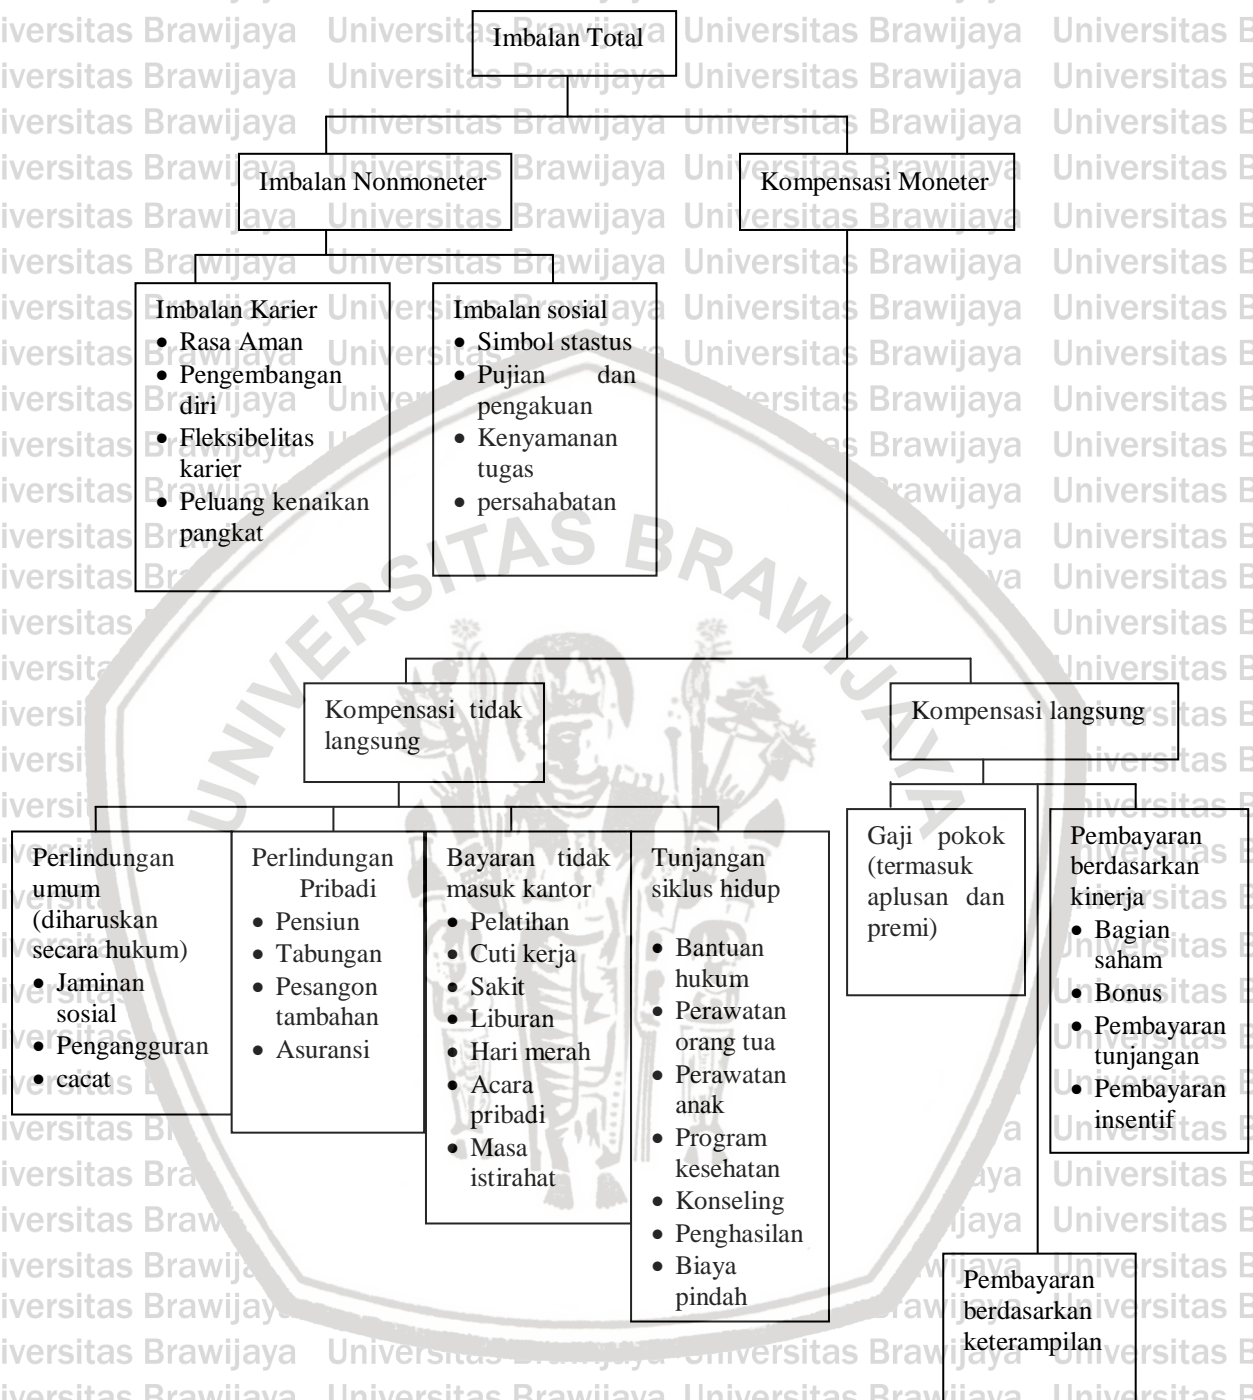 Imbalan Total
Imbalan Nonmoneter
Kompensasi Moneter
Imbalan Karier
• Rasa Aman
• Pengembangan
diri
• Fleksibelitas
karier
• Peluang kenaikan
pangkat
Imbalan sosial
• Simbol stastus
• Pujian dan
pengakuan
• Kenyamanan
tugas
• persahabatan
UNIVERSITAS BRAWIJAYA
Kompensasi tidak
langsung
Kompensasi langsung
Perlindungan
umum
(diharuskan
secara hukum)
• Jaminan
sosial
• Pengangguran
• cacat
Perlindungan
Pribadi
• Pensiun
• Tabungan
• Pesangon
tambahan
• Asuransi
Bayaran tidak
masuk kantor
• Pelatihan
• Cuti kerja
• Sakit
• Liburan
• Hari merah
• Acara
pribadi
• Masa
istirahat
Tunjangan
siklus hidup
• Bantuan
hukum
• Perawatan
orang tua
• Perawatan
anak
• Program
kesehatan
• Konseling
• Penghasilan
• Biaya
pindah
Gaji pokok
(termasuk
aplusan dan
premi)
Pembayaran
berdasarkan
kinerja
• Bagian
saham
• Bonus
• Pembayaran
tunjangan
• Pembayaran
insentif
Pembayaran
berdasarkan
keterampilan